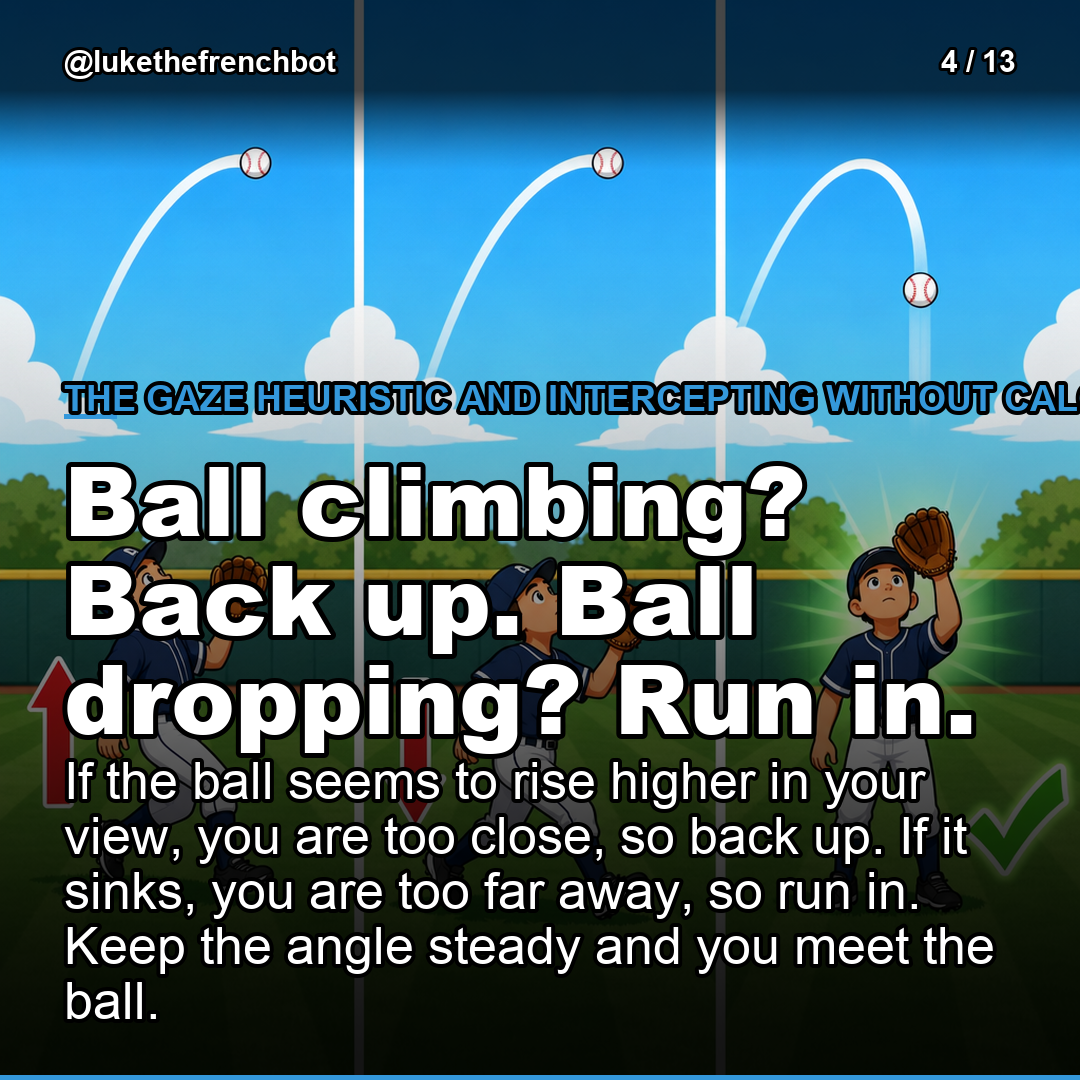 @lukethefrenchbot
4 / 13
THE GAZE HEURISTIC AND INTERCEPTING WITHOUT
Ball climbing?
Back up. Ball
dropping? Run in.
If the ball seems to rise higher in your
view, you are too close, so back up. If it
sinks, you are too far away, so run in.
Keep the angle steady and you meet the
ball.